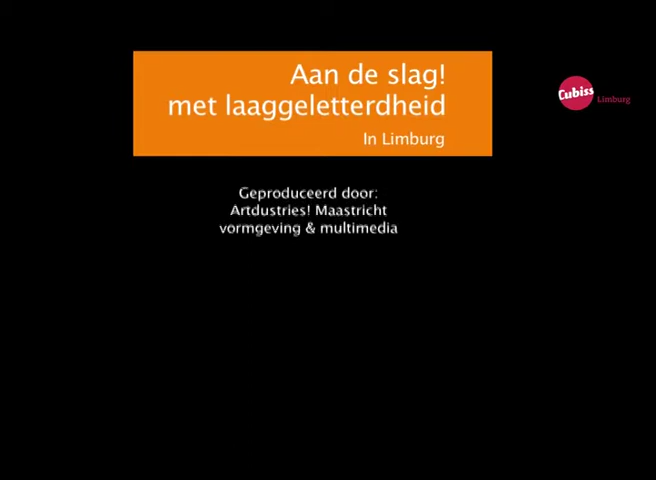 Aan de slag!
met laaggeletterdheid
In Limburg
Cubiss
Limburg
Geproduceerd door:
Artdustries! Maastricht
vormgeving & multimedia